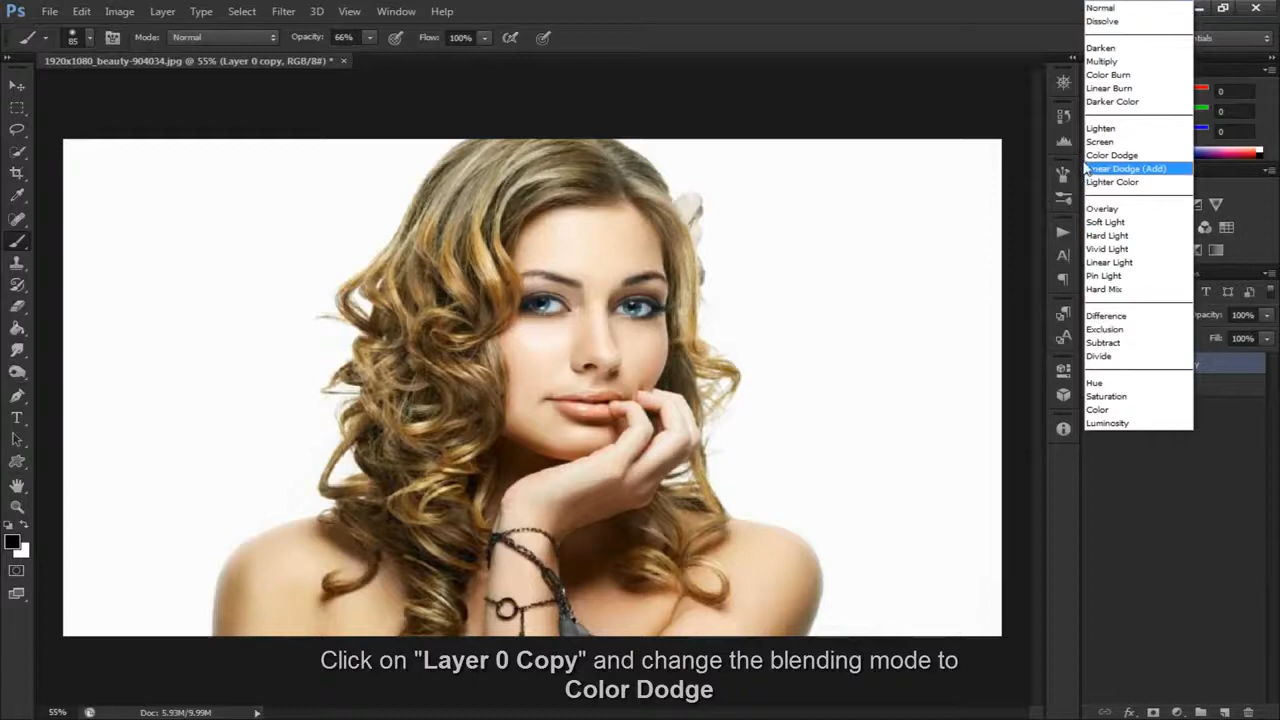 Ps File Edit Image Layer Type Select Filter 3D View Window Help
85 Mode: Normal Opacity: 66% Flow: 100%
1920x1080_beauty-904034.jpg @ 55% (Layer 0 copy, RGB/8#) * ×
Normal
Dissolve
Darken
Multiply
Color Burn
Linear Burn
Darker Color
Lighten
Screen
Color Dodge
Linear Dodge (Add)
Lighter Color
Overlay
Soft Light
Hard Light
Vivid Light
Linear Light
Pin Light
Hard Mix
Difference
Exclusion
Subtract
Divide
Hue
Saturation
Color
Luminosity
0
0
0
Opacity: 100%
Fill: 100%
Click on "Layer 0 Copy" and change the blending mode to
Color Dodge
55% Doc: 5.93M/9.99M